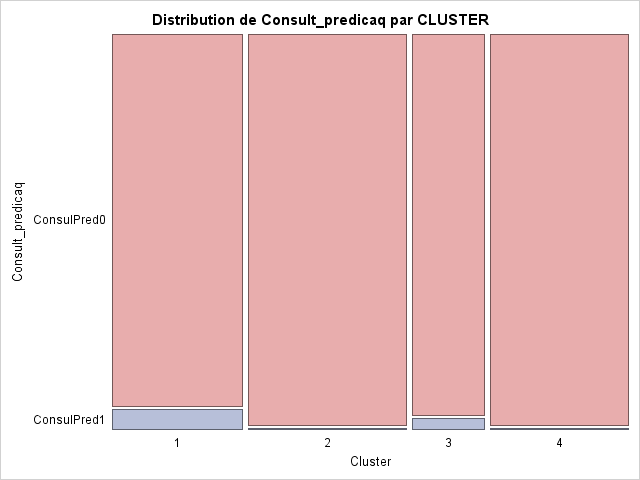 Distribution de Consult_predicaq par CLUSTER
Consult_predicaq
ConsulPred0
ConsulPred1
1 2 3 4
Cluster